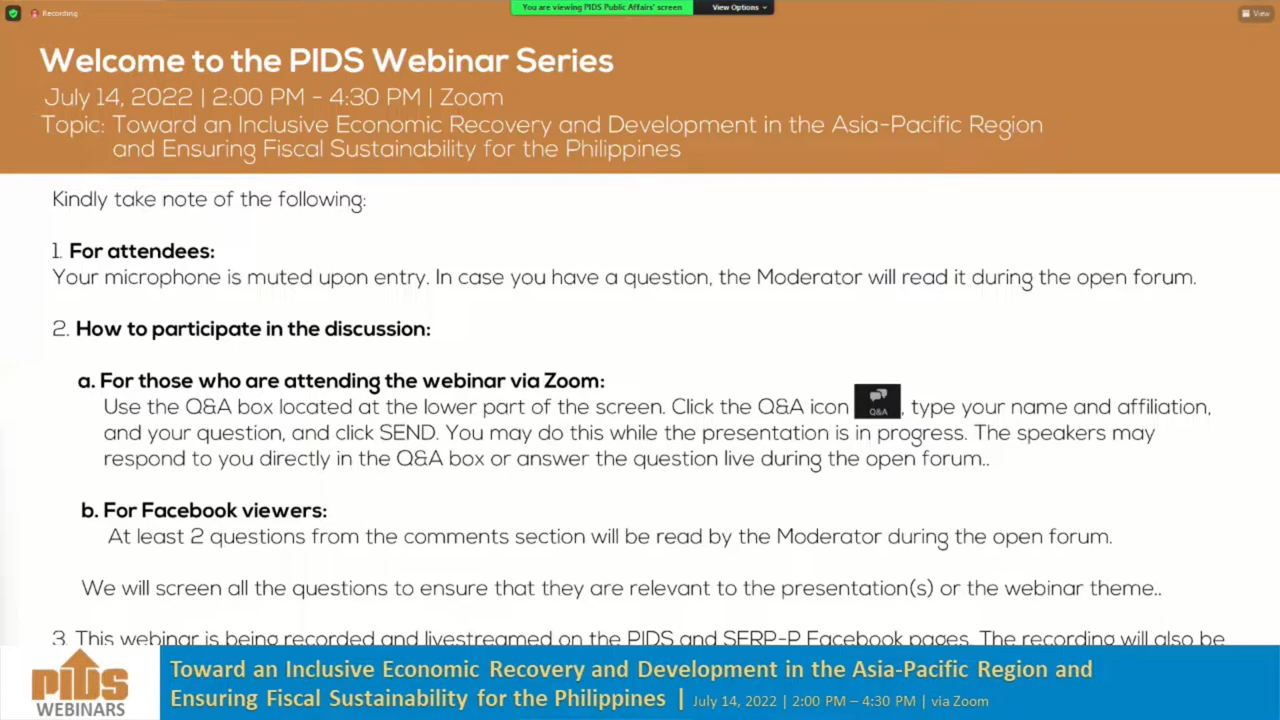 Recording
You are viewing PIDS Public Affairs' screen
View Options
View
Welcome to the PIDS Webinar Series
July 14, 2022 | 2:00 PM - 4:30 PM | Zoom
Topic: Toward an Inclusive Economic Recovery and Development in the Asia-Pacific Region
and Ensuring Fiscal Sustainability for the Philippines
Kindly take note of the following:
1. For attendees:
Your microphone is muted upon entry. In case you have a question, the Moderator will read it during the open forum.
2. How to participate in the discussion:
a. For those who are attending the webinar via Zoom:
Use the Q&A box located at the lower part of the screen. Click the Q&A icon Q&A, type your name and affiliation,
and your question, and click SEND. You may do this while the presentation is in progress. The speakers may
respond to you directly in the Q&A box or answer the question live during the open forum..
b. For Facebook viewers:
At least 2 questions from the comments section will be read by the Moderator during the open forum.
We will screen all the questions to ensure that they are relevant to the presentation(s) or the webinar theme..
3. This webinar is being recorded and livestreamed on the PIDS and SERP-P Facebook pages. The recording will also be
PIDS
WEBINARS
Toward an Inclusive Economic Recovery and Development in the Asia-Pacific Region and
Ensuring Fiscal Sustainability for the Philippines | July 14, 2022 | 2:00 PM – 4:30 PM | via Zoom